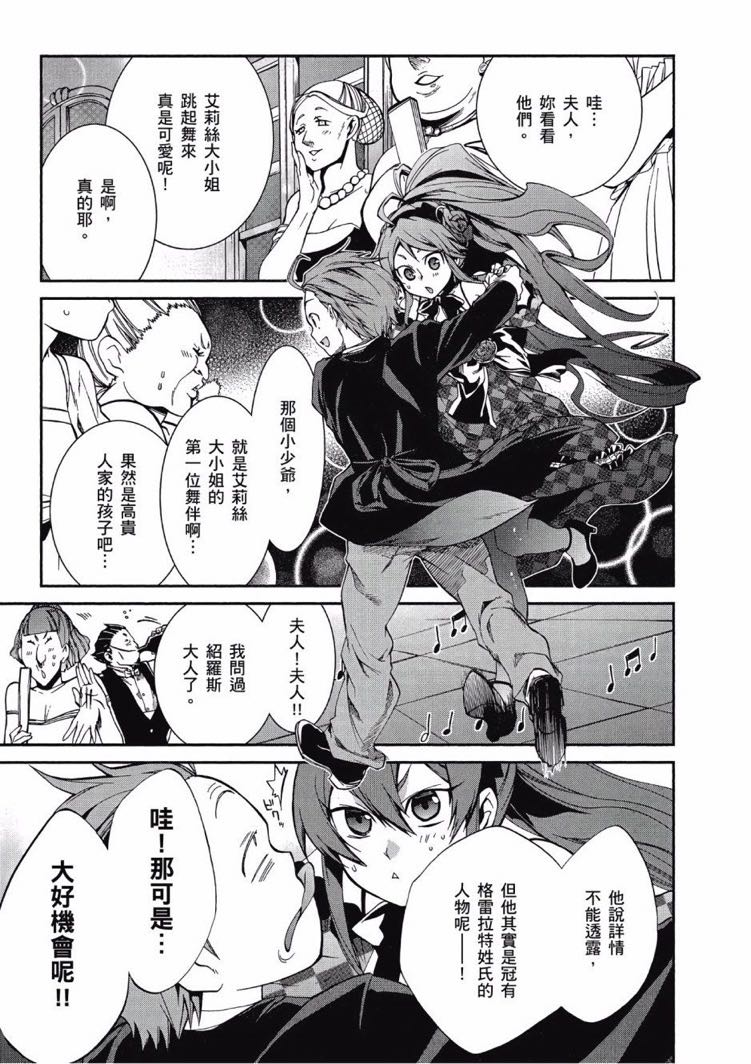 哇…
夫人，
妳看看
他們。
艾莉絲大小姐
跳起舞來
真是可愛呢！
是啊，
真的耶。
那個小少爺，
就是艾莉絲
大小姐的
第一位舞伴啊…
果然是高貴
人家的孩子吧…
夫人！夫人!!
我問過
紹羅斯
大人了。
他說詳情
不能透露，
但他其實是冠有
格雷拉特姓氏的
人物呢——！
哇！那可是…
大好機會呢!!